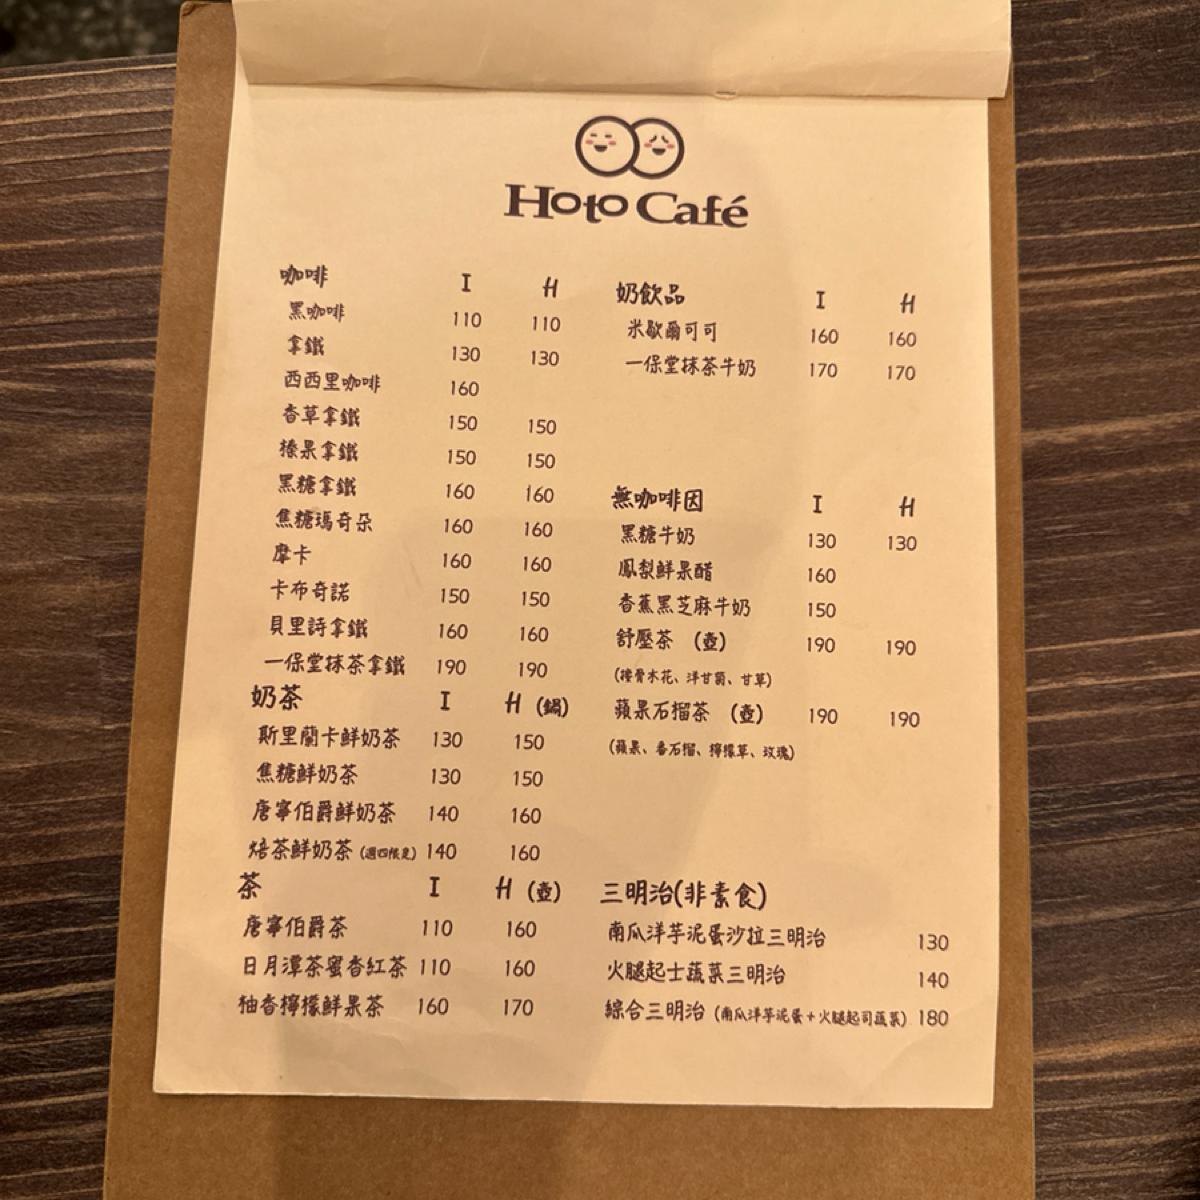 Hoto Café
咖啡 I H
黑咖啡 110 110
拿鐵 130 130
西西里咖啡 160
香草拿鐵 150 150
榛果拿鐵 150 150
黑糖拿鐵 160 160
焦糖瑪奇朵 160 160
摩卡 160 160
卡布奇諾 150 150
貝里詩拿鐵 160 160
一保堂抹茶拿鐵 190 190
奶茶 I H (鍋)
斯里蘭卡鮮奶茶 130 150
焦糖鮮奶茶 130 150
唐寧伯爵鮮奶茶 140 160
焙茶鮮奶茶 (週四限定) 140 160
茶 I H (壺)
唐寧伯爵茶 110 160
日月潭茶蜜香紅茶 110 160
柚香檸檬鮮果茶 160 170
奶飲品 I H
米歇爾可可 160 160
一保堂抹茶牛奶 170 170
無咖啡因 I H
黑糖牛奶 130 130
鳳梨鮮果醋 160
香蕉黑芝麻牛奶 150
舒壓茶 (壺) 190 190
(接骨木花、洋甘菊、甘草)
蘋果石榴茶 (壺) 190 190
(蘋果、番石榴、檸檬草、玫瑰)
三明治(非素食)
南瓜洋芋泥蛋沙拉三明治 130
火腿起士蔬菜三明治 140
綜合三明治 (南瓜洋芋泥蛋+火腿起司蔬菜) 180